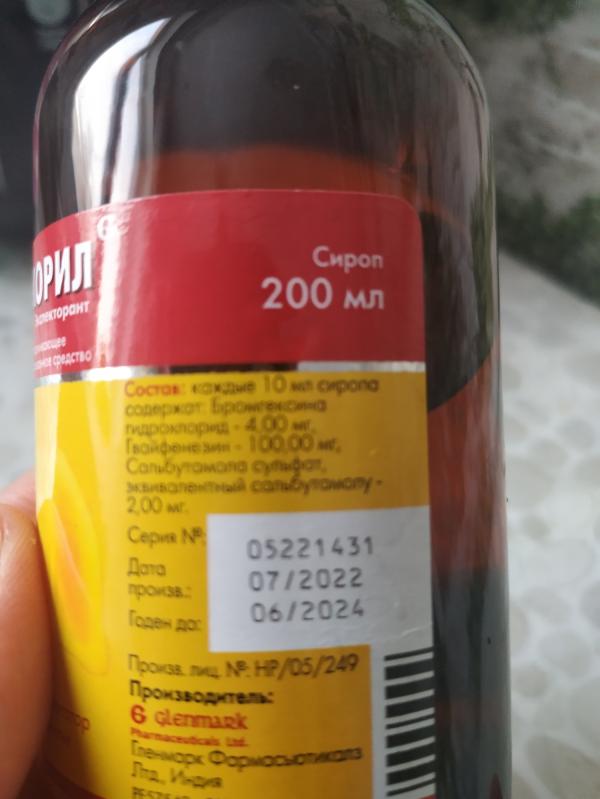 ОРИЛ
Сироп
200 мл
Состав: каждые 10 мл сиропа
содержат: Бромгексина
гидрохлорид - 4,00 мг,
Гвайфенезин - 100,00 мг,
Сальбутамола сульфат,
эквивалентный сальбутамолу -
2,00 мг.
Серия №:
05221431
Дата
произв.:
07/2022
Годен до:
06/2024
Произв. лиц. №: HP/05/249
Производитель:
G glenmark
Pharmaceuticals Ltd.
Гленмарк Фармасьютикалз
Лтд., Индия